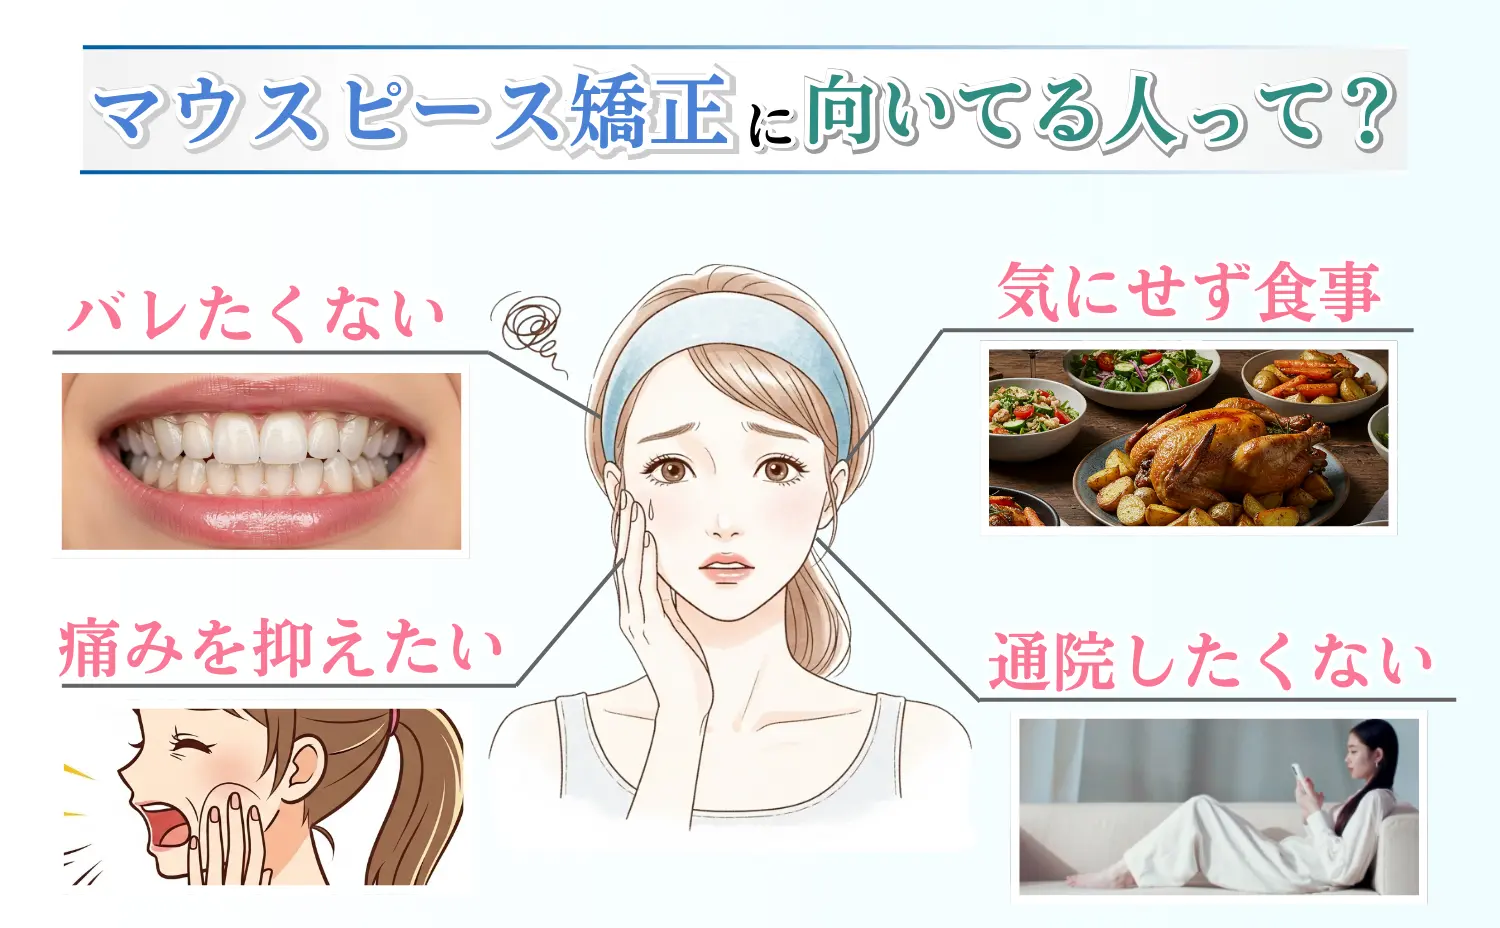 マウスピース矯正に向いてる人って？
バレたくない
気にせず食事
痛みを抑えたい
通院したくない